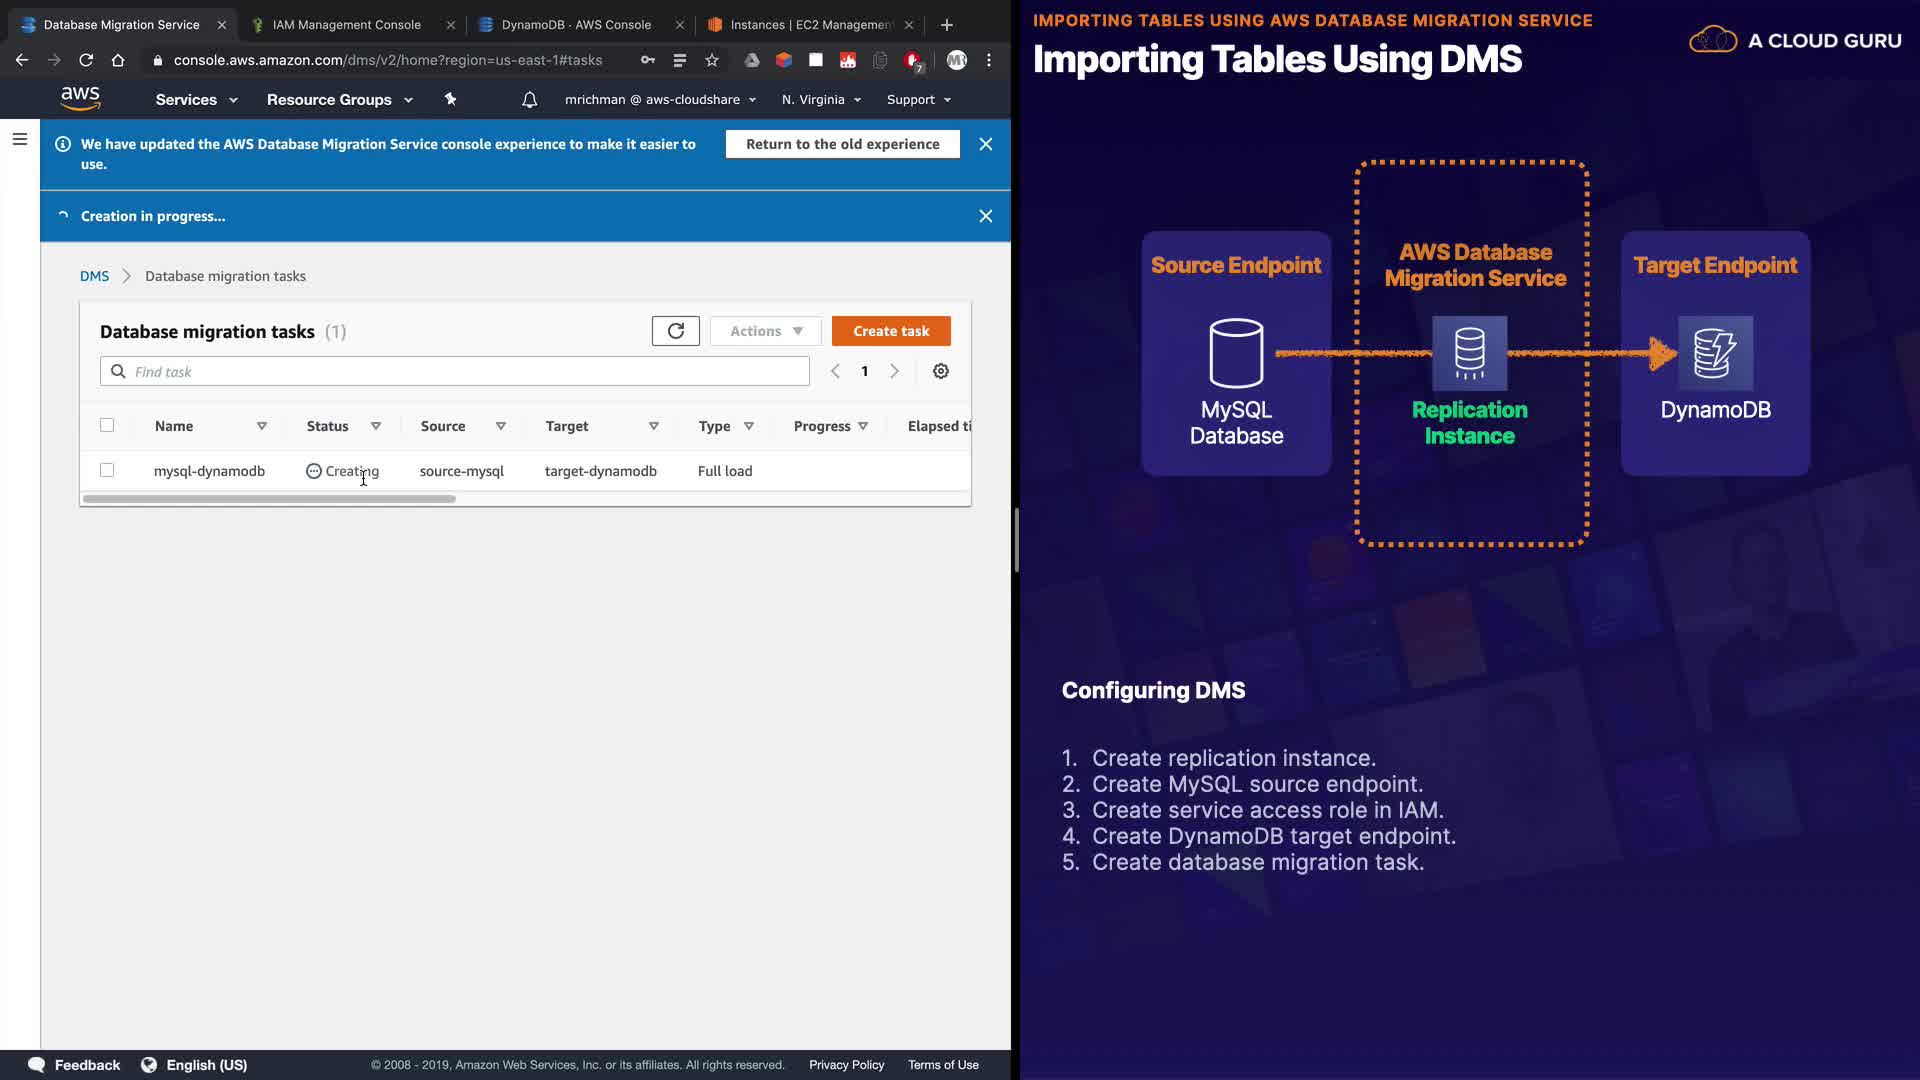 Database Migration Service
IAM Management Console
DynamoDB · AWS Console
Instances | EC2 Management
console.aws.amazon.com/dms/v2/home?region=us-east-1#tasks
7
MR
aws
Services
Resource Groups
mrichman @ aws-cloudshare
N. Virginia
Support
We have updated the AWS Database Migration Service console experience to make it easier to
use.
Return to the old experience
Creation in progress...
DMS
Database migration tasks
Database migration tasks (1)
Actions
Create task
Find task
1
Name
Status
Source
Target
Type
Progress
Elapsed ti
mysql-dynamodb
Creating
source-mysql
target-dynamodb
Full load
Feedback
English (US)
© 2008 - 2019, Amazon Web Services, Inc. or its affiliates. All rights reserved.
Privacy Policy
Terms of Use
IMPORTING TABLES USING AWS DATABASE MIGRATION SERVICE
Importing Tables Using DMS
A CLOUD GURU
Source Endpoint
MySQL
Database
AWS Database
Migration Service
Replication
Instance
Target Endpoint
DynamoDB
Configuring DMS
1. Create replication instance.
2. Create MySQL source endpoint.
3. Create service access role in IAM.
4. Create DynamoDB target endpoint.
5. Create database migration task.